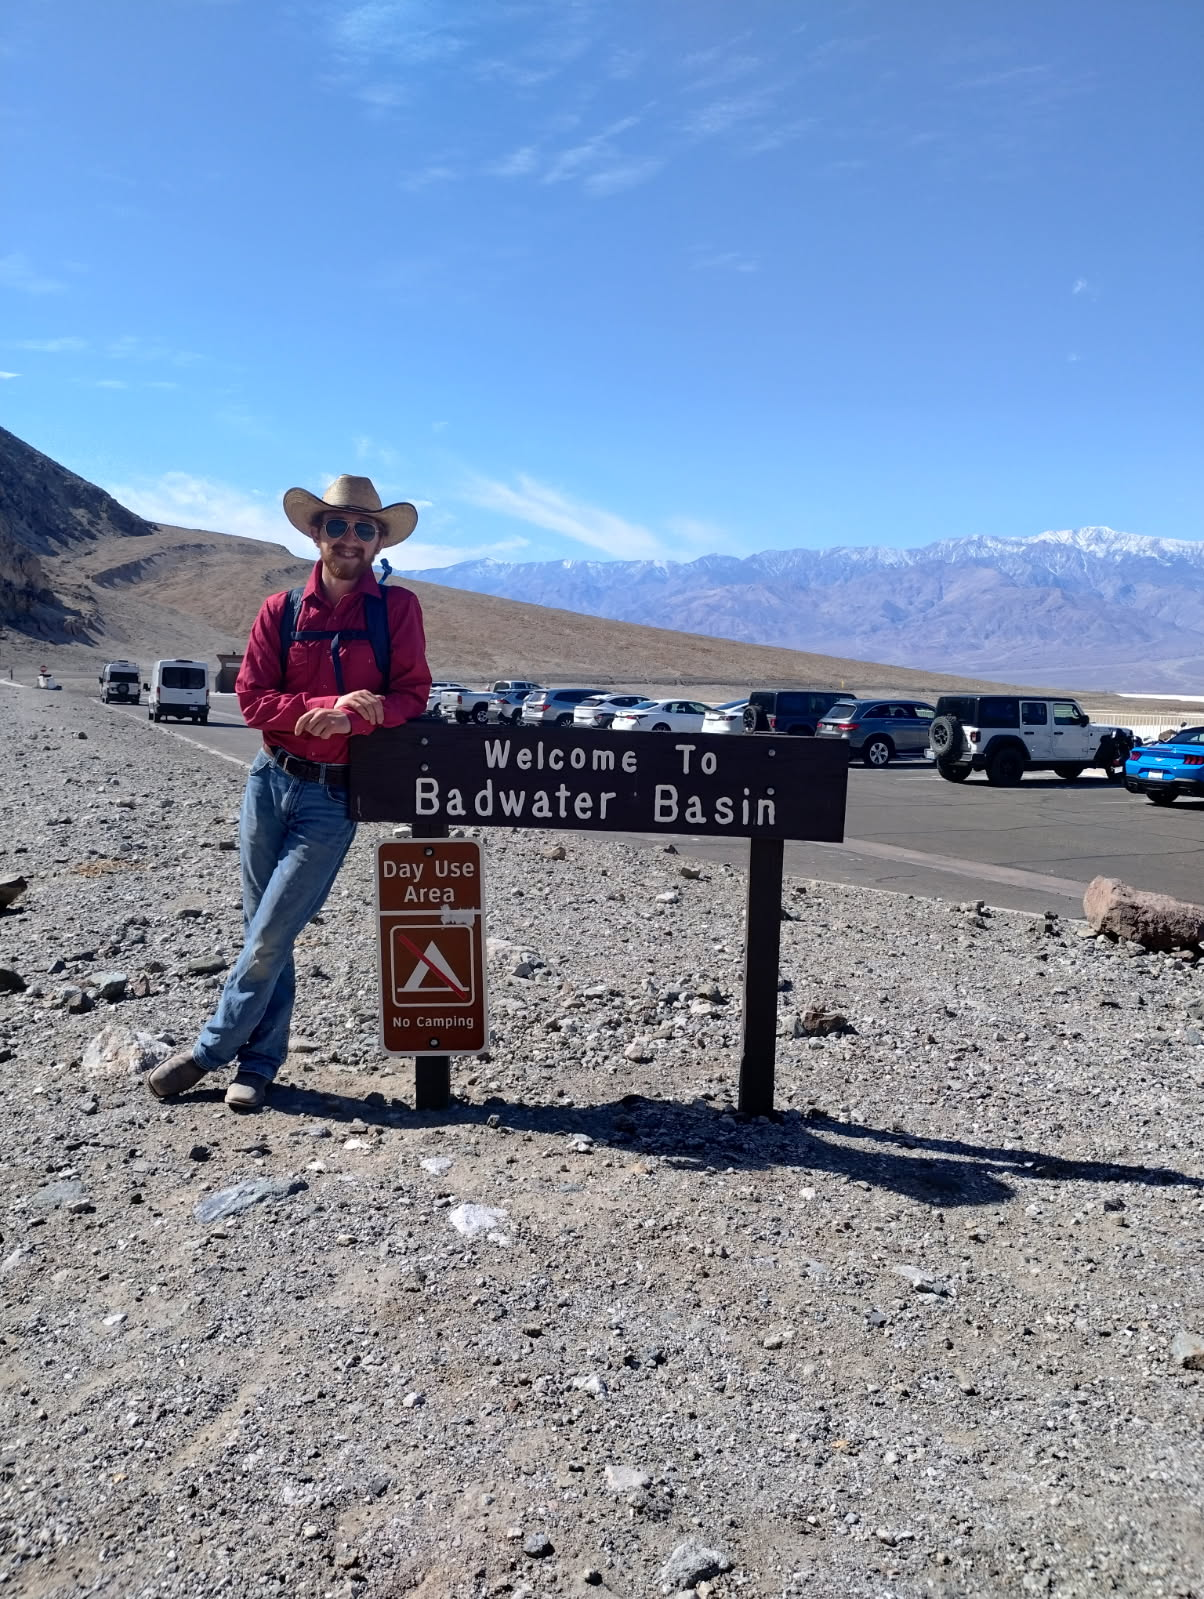 Welcome To
Badwater Basin
Day Use
Area
No Camping